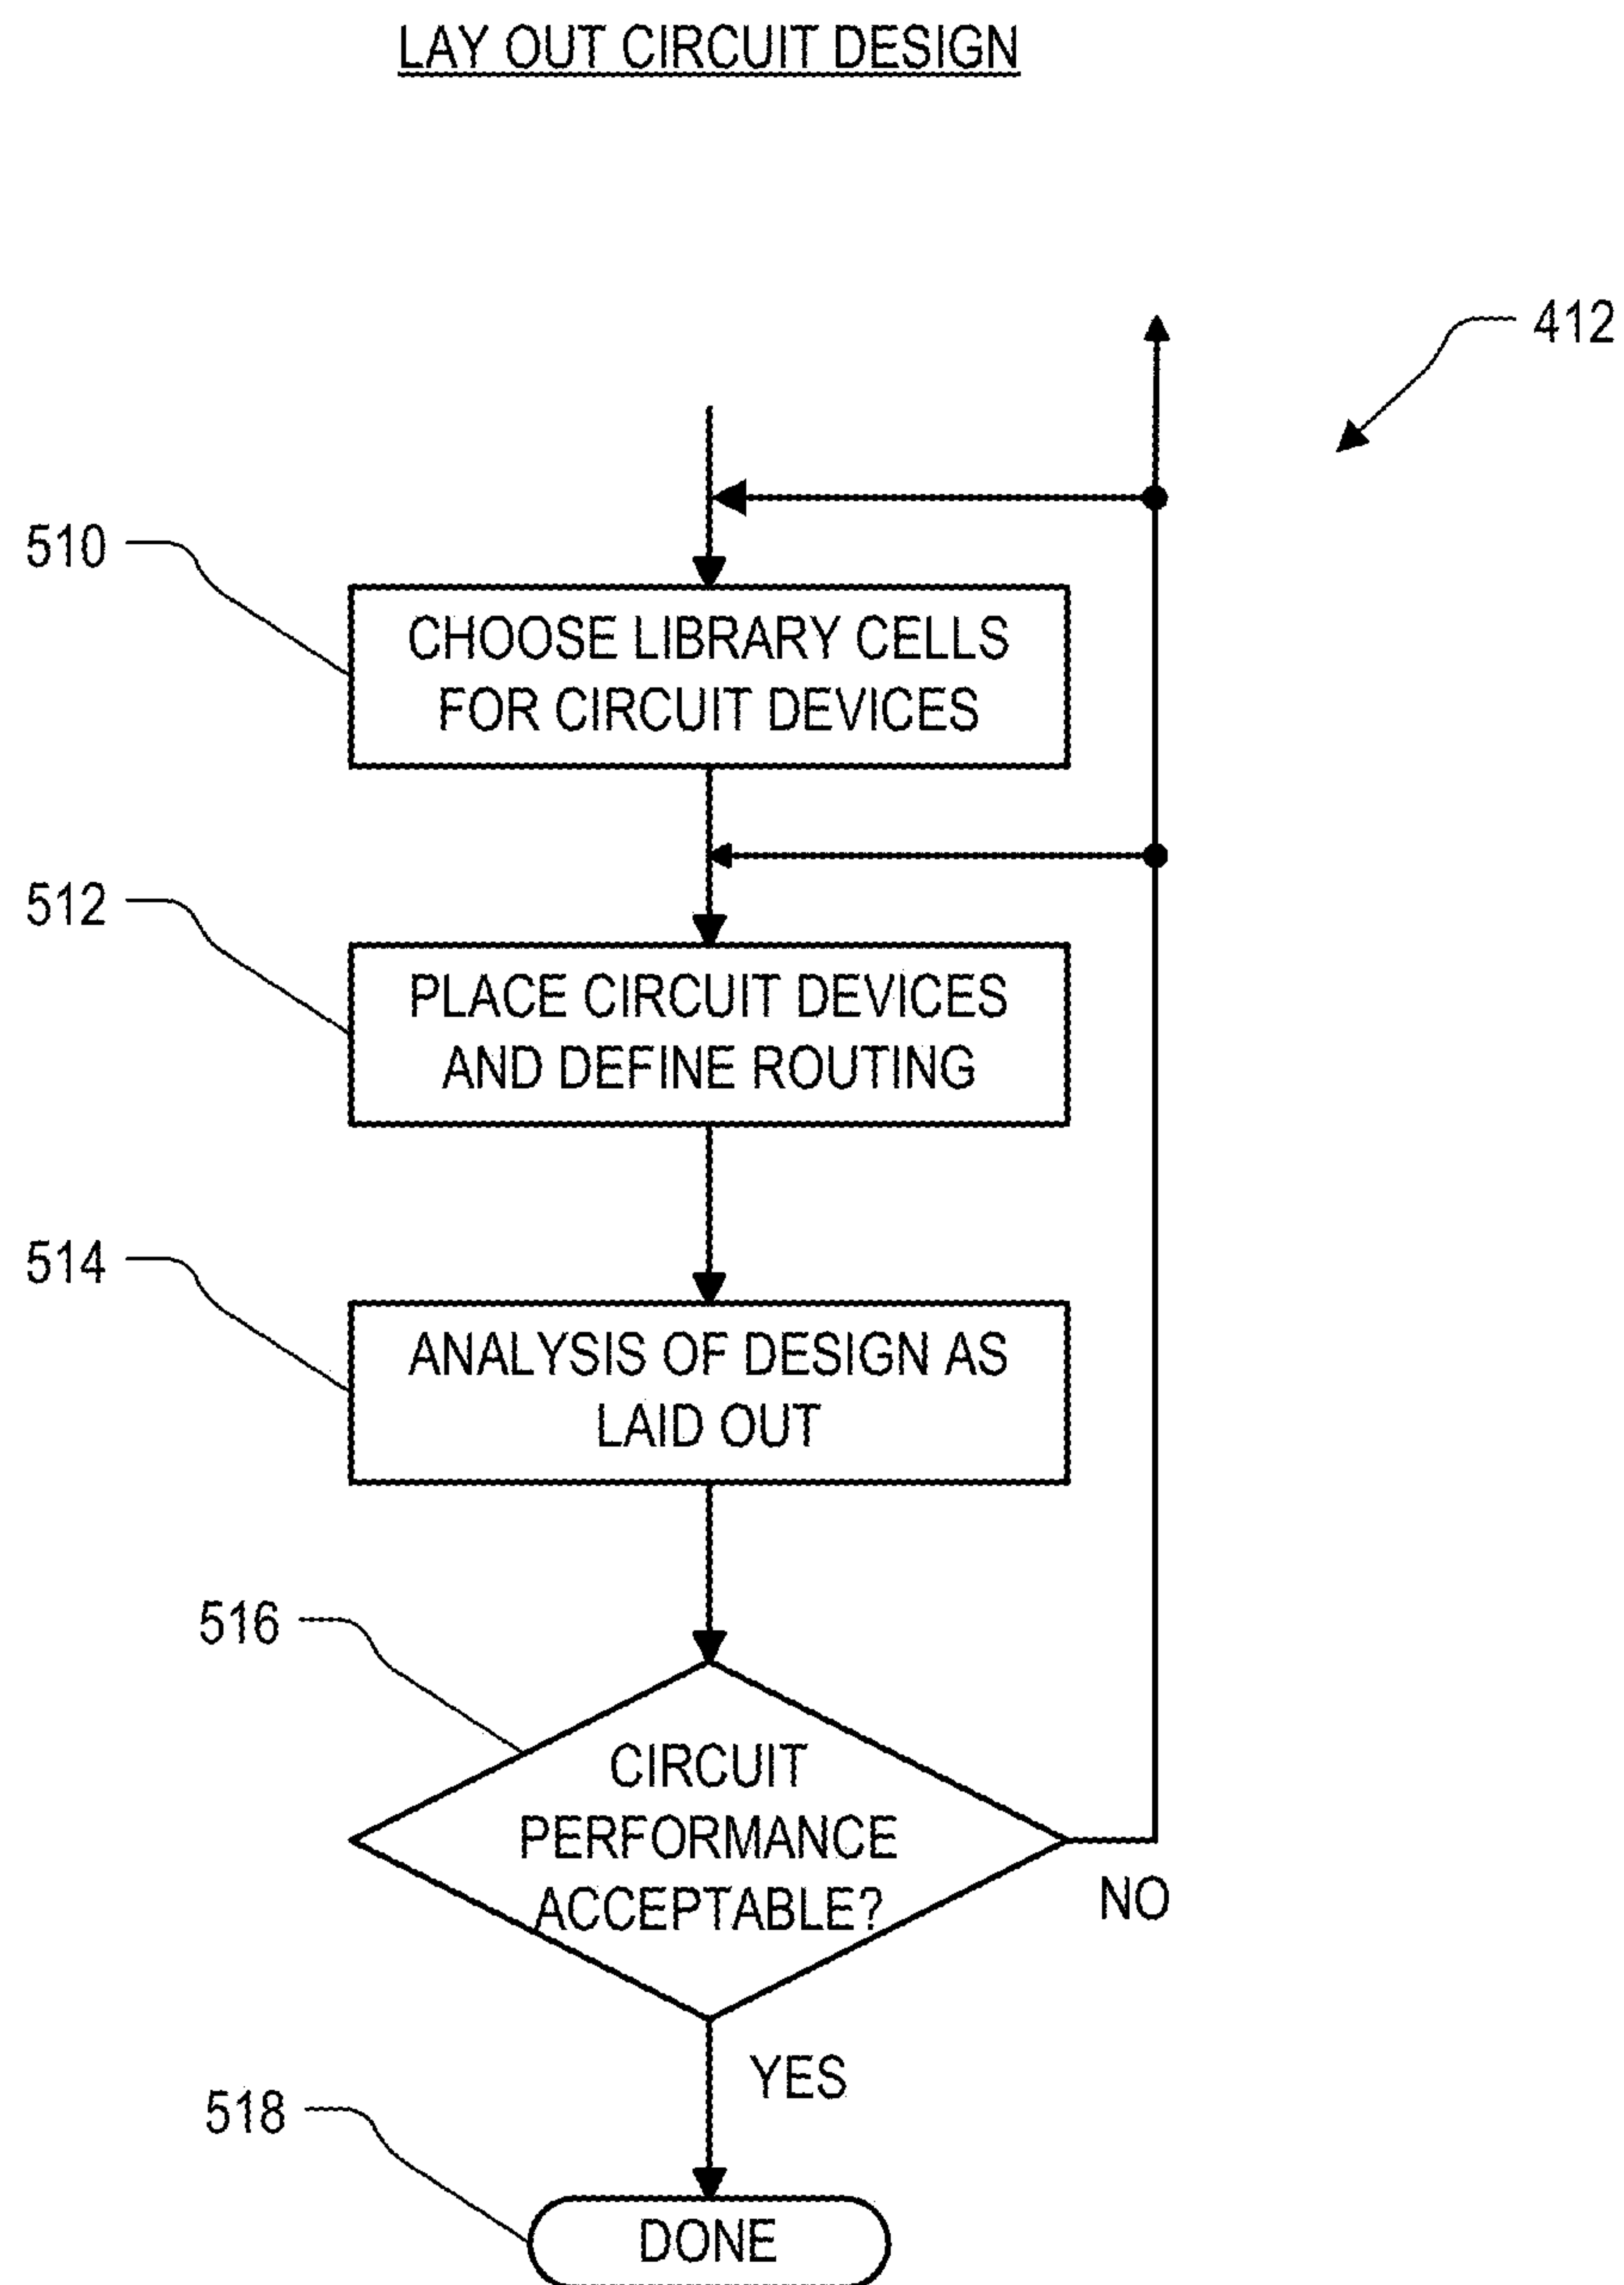 LAY OUT CIRCUIT DESIGN
412
510
CHOOSE LIBRARY CELLS
FOR CIRCUIT DEVICES
512
PLACE CIRCUIT DEVICES
AND DEFINE ROUTING
514
ANALYSIS OF DESIGN AS
LAID OUT
516
CIRCUIT
PERFORMANCE
ACCEPTABLE?
NO
YES
518
DONE